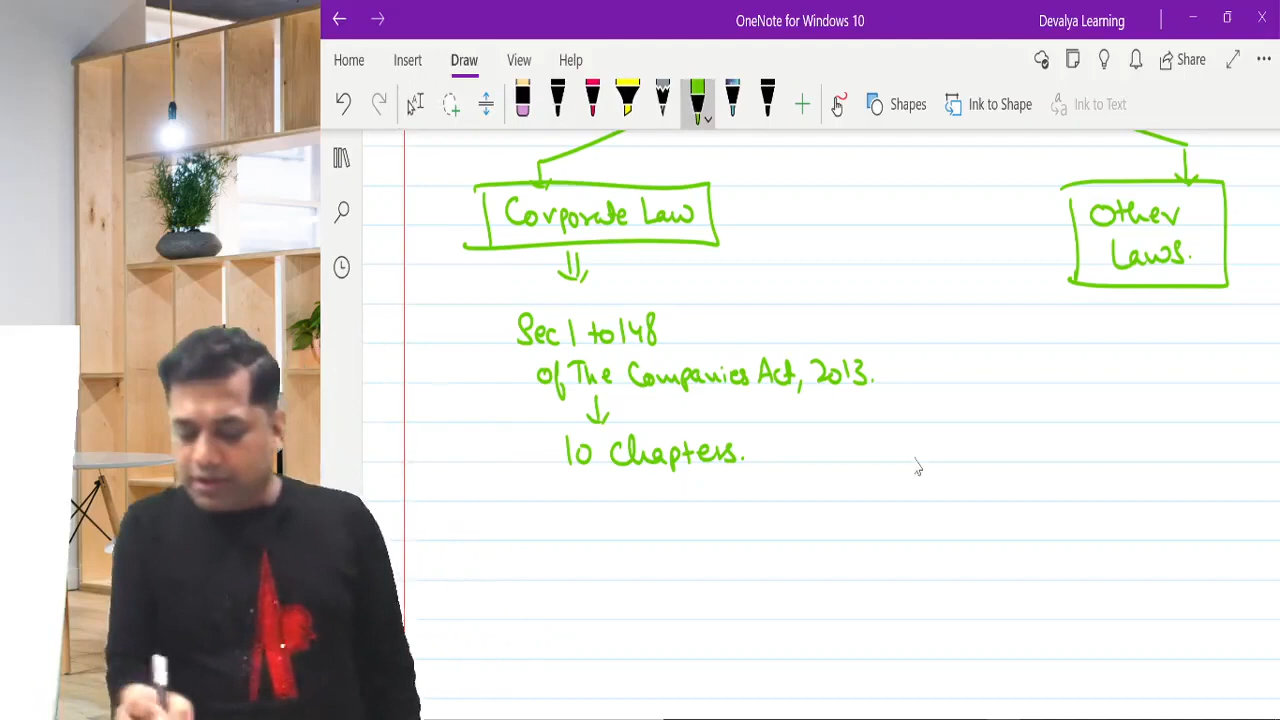 OneNote for Windows 10
Devalya Learning
Home Insert Draw View Help
Share
Shapes Ink to Shape Ink to Text
Corporate Law
Other
Laws.
Sec 1 to 148
of The Companies Act, 2013.
10 Chapters.